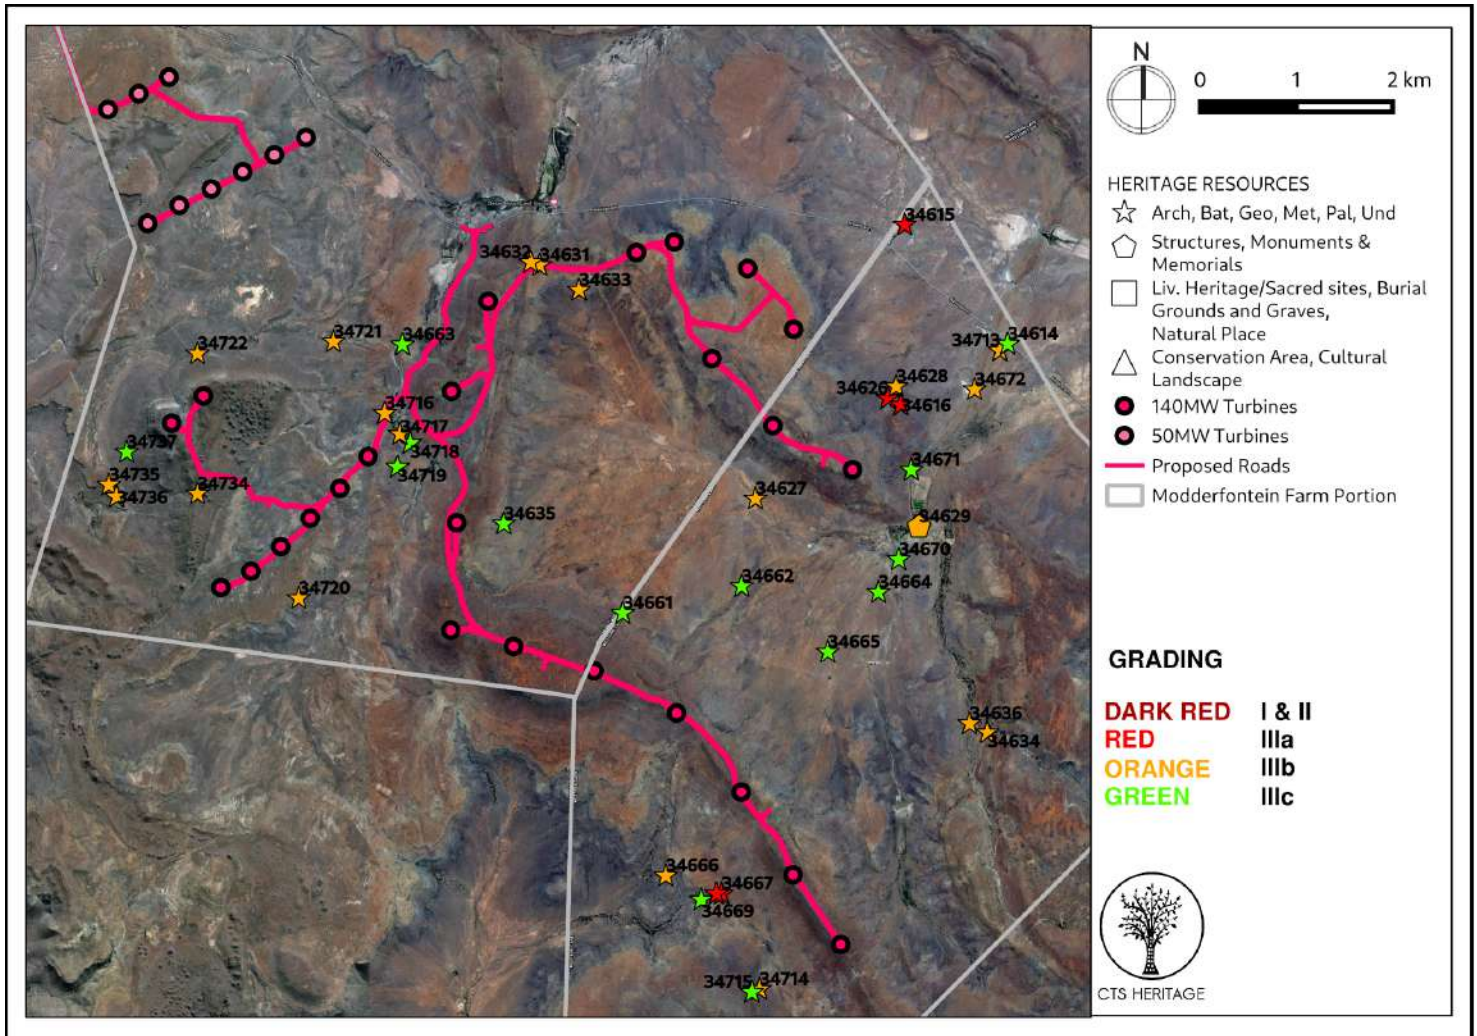 N
0 1 2 km
HERITAGE RESOURCES
Arch, Bat, Geo, Met, Pal, Und
Structures, Monuments &
Memorials
Liv. Heritage/Sacred sites, Burial
Grounds and Graves,
Natural Place
Conservation Area, Cultural
Landscape
140MW Turbines
50MW Turbines
Proposed Roads
Modderfontein Farm Portion
GRADING
DARK RED I & II
RED IIIa
ORANGE IIIb
GREEN IIIc
CTS HERITAGE
34615
34632
34631
34633
34722
34721
34663
34713
34614
34628
34672
34626
34616
34716
34717
34718
34719
34737
34735
34736
34734
34671
34627
34629
34635
34670
34662
34664
34720
34661
34665
34636
34634
34666
34667
34669
34715
34714